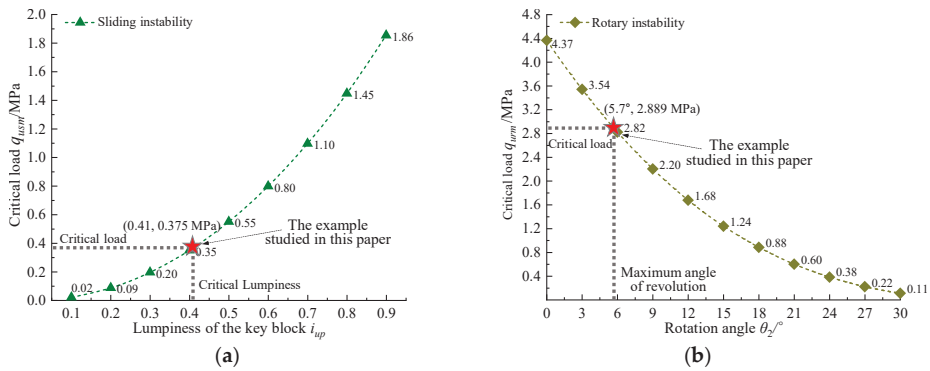 Sliding instability
Critical load q_usm/MPa
2.0
1.8
1.6
1.4
1.2
1.0
0.8
0.6
0.4
0.2
0.0
0.02
0.09
0.20
0.35
0.55
0.80
1.10
1.45
1.86
(0.41, 0.375 MPa)
The example
studied in this paper
Critical load
Critical Lumpiness
0.1 0.2 0.3 0.4 0.5 0.6 0.7 0.8 0.9
Lumpiness of the key block i_up
(a)
Rotary instability
Critical load q_urm/MPa
4.8
4.4
4.0
3.6
3.2
2.8
2.4
2.0
1.6
1.2
0.8
0.4
4.37
3.54
2.82
2.20
1.68
1.24
0.88
0.60
0.38
0.22
0.11
(5.7°, 2.889 MPa)
Critical load
The example
studied in this paper
Maximum angle
of revolution
0 3 6 9 12 15 18 21 24 27 30
Rotation angle θ₂/°
(b)